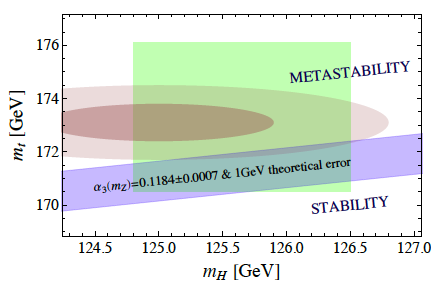 176
174
172
170
m_t [GeV]
METASTABILITY
α₃(m_Z)=0.1184±0.0007 & 1GeV theoretical error
STABILITY
124.5 125.0 125.5 126.0 126.5 127.0
m_H [GeV]